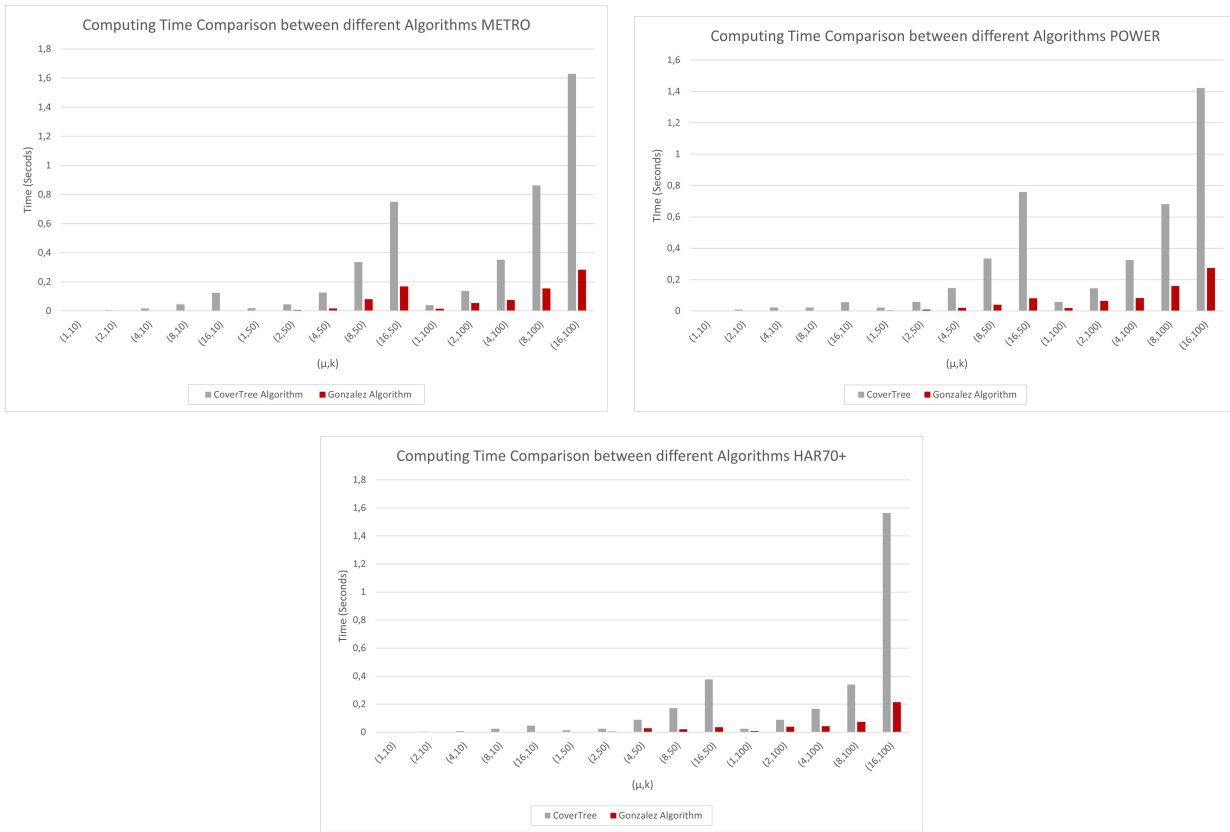 Computing Time Comparison between different Algorithms METRO
1,8
1,6
1,4
1,2
1
0,8
0,6
0,4
0,2
0
Time (Secods)
(1,10) (2,10) (4,10) (8,10) (16,10) (1,50) (2,50) (4,50) (8,50) (16,50) (1,100) (2,100) (4,100) (8,100) (16,100)
(μ,k)
CoverTree Algorithm Gonzalez Algorithm
Computing Time Comparison between different Algorithms POWER
1,6
1,4
1,2
1
0,8
0,6
0,4
0,2
0
TIme (Seconds)
(1,10) (2,10) (4,10) (8,10) (16,10) (1,50) (2,50) (4,50) (8,50) (16,50) (1,100) (2,100) (4,100) (8,100) (16,100)
(μ,k)
CoverTree Gonzalez Algorithm
Computing Time Comparison between different Algorithms HAR70+
1,8
1,6
1,4
1,2
1
0,8
0,6
0,4
0,2
0
Time (Seconds)
(1,10) (2,10) (4,10) (8,10) (16,10) (1,50) (2,50) (4,50) (8,50) (16,50) (1,100) (2,100) (4,100) (8,100) (16,100)
(μ,k)
CoverTree Gonzalez Algorithm